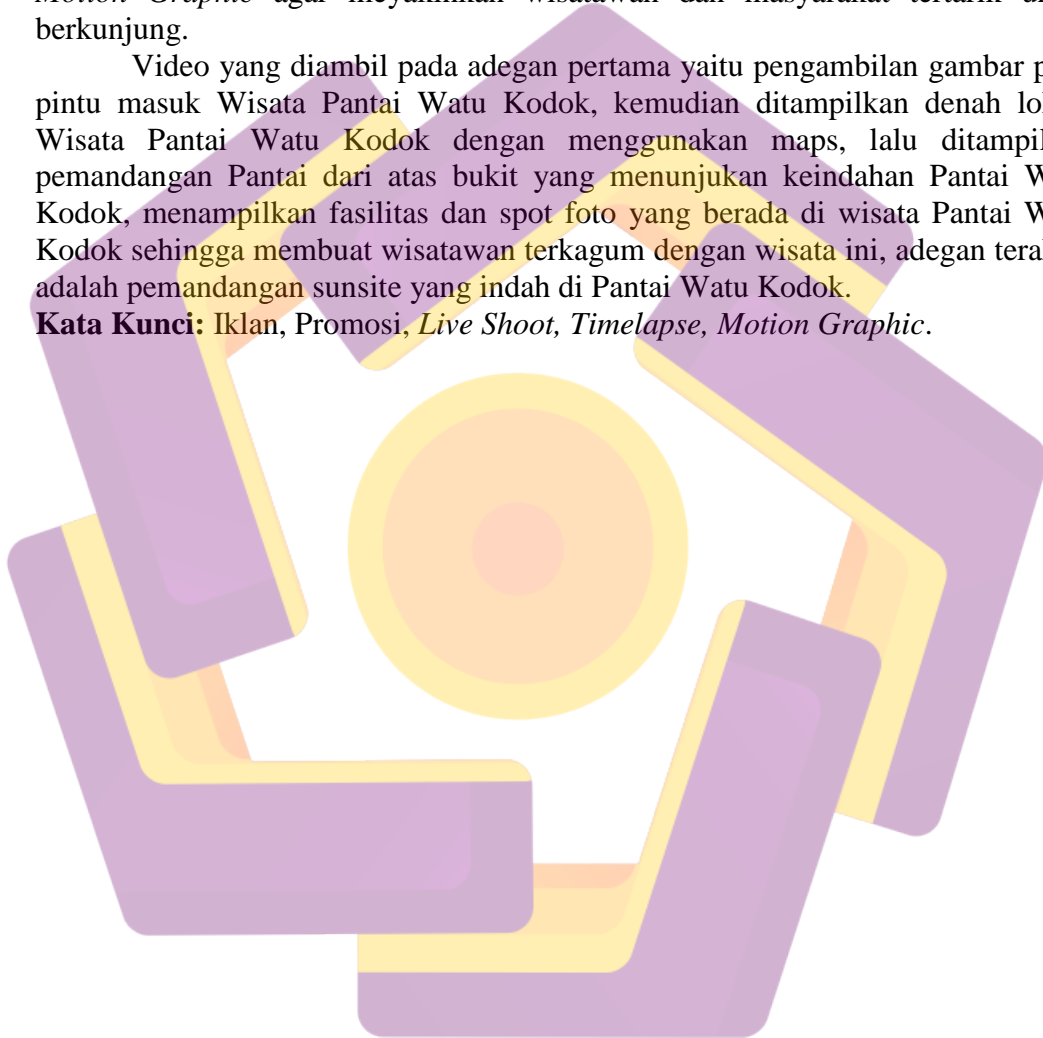 Motion Graphic agar meyakinkan wisatawan dan masyarakat tertarik
berkunjung.
Video yang diambil pada adegan pertama yaitu pengambilan gambar
pintu masuk Wisata Pantai Watu Kodok, kemudian ditampilkan denah
Wisata Pantai Watu Kodok dengan menggunakan maps, lalu
pemandangan Pantai dari atas bukit yang menunjukan keindahan Pantai
Kodok, menampilkan fasilitas dan spot foto yang berada di wisata Pantai
Kodok sehingga membuat wisatawan terkagum dengan wisata ini, adegan
adalah pemandangan sunsite yang indah di Pantai Watu Kodok.
Kata Kunci: Iklan, Promosi, Live Shoot, Timelapse, Motion Graphic.